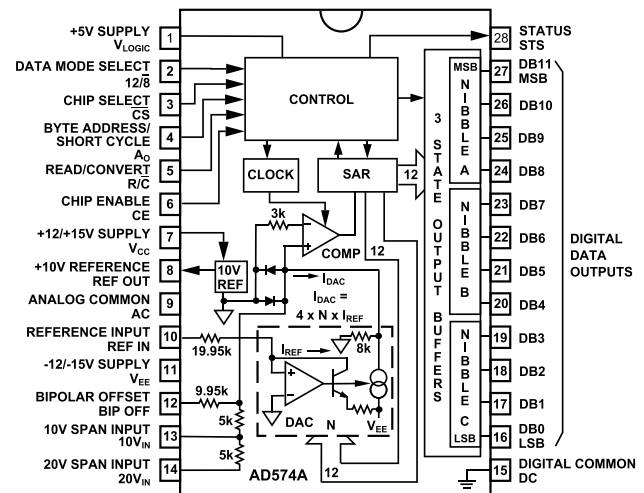 +5V SUPPLY
VLOGIC
1
DATA MODE SELECT
12/8̅
2
CHIP SELECT
C̅S̅
3
BYTE ADDRESS/
SHORT CYCLE
AO
4
READ/CONVERT
R/C̅
5
CHIP ENABLE
CE
6
+12/+15V SUPPLY
VCC
7
+10V REFERENCE
REF OUT
8
ANALOG COMMON
AC
9
REFERENCE INPUT
REF IN
10
-12/-15V SUPPLY
VEE
11
BIPOLAR OFFSET
BIP OFF
12
10V SPAN INPUT
10VIN
13
20V SPAN INPUT
20VIN
14
CONTROL
CLOCK
SAR
12
3k
COMP
12
10V
REF
IDAC
IDAC =
4 x N x IREF
19.95k
IREF
8k
9.95k
5k
5k
DAC
N
VEE
AD574A
12
3 STATE OUTPUT BUFFERS
MSB
NIBBLE A
NIBBLE B
NIBBLE C
LSB
28
STATUS
STS
27
DB11
MSB
26
DB10
25
DB9
24
DB8
23
DB7
22
DB6
21
DB5
20
DB4
19
DB3
18
DB2
17
DB1
16
DB0
LSB
15
DIGITAL COMMON
DC
DIGITAL
DATA
OUTPUTS